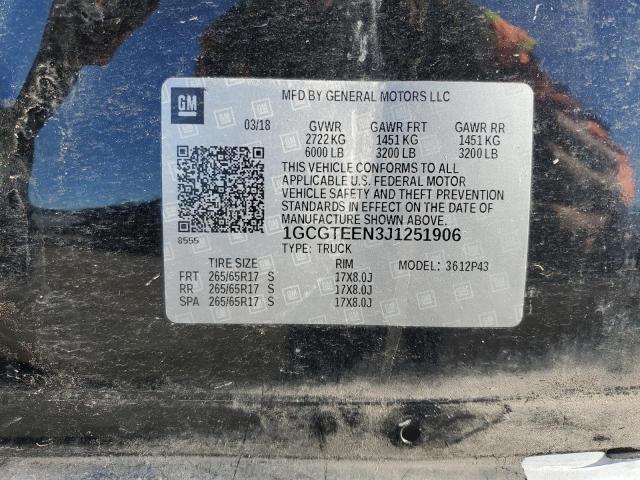 GM
MFD BY GENERAL MOTORS LLC
03/18 GVWR GAWR FRT GAWR RR
2722 KG 1451 KG 1451 KG
6000 LB 3200 LB 3200 LB
THIS VEHICLE CONFORMS TO ALL
APPLICABLE U.S. FEDERAL MOTOR
VEHICLE SAFETY AND THEFT PREVENTION
STANDARDS IN EFFECT ON THE DATE OF
MANUFACTURE SHOWN ABOVE.
8555 1GCGTEEN3J1251906
TYPE: TRUCK
TIRE SIZE RIM MODEL: 3612P43
FRT 265/65R17 S 17X8.0J
RR 265/65R17 S 17X8.0J
SPA 265/65R17 S 17X8.0J